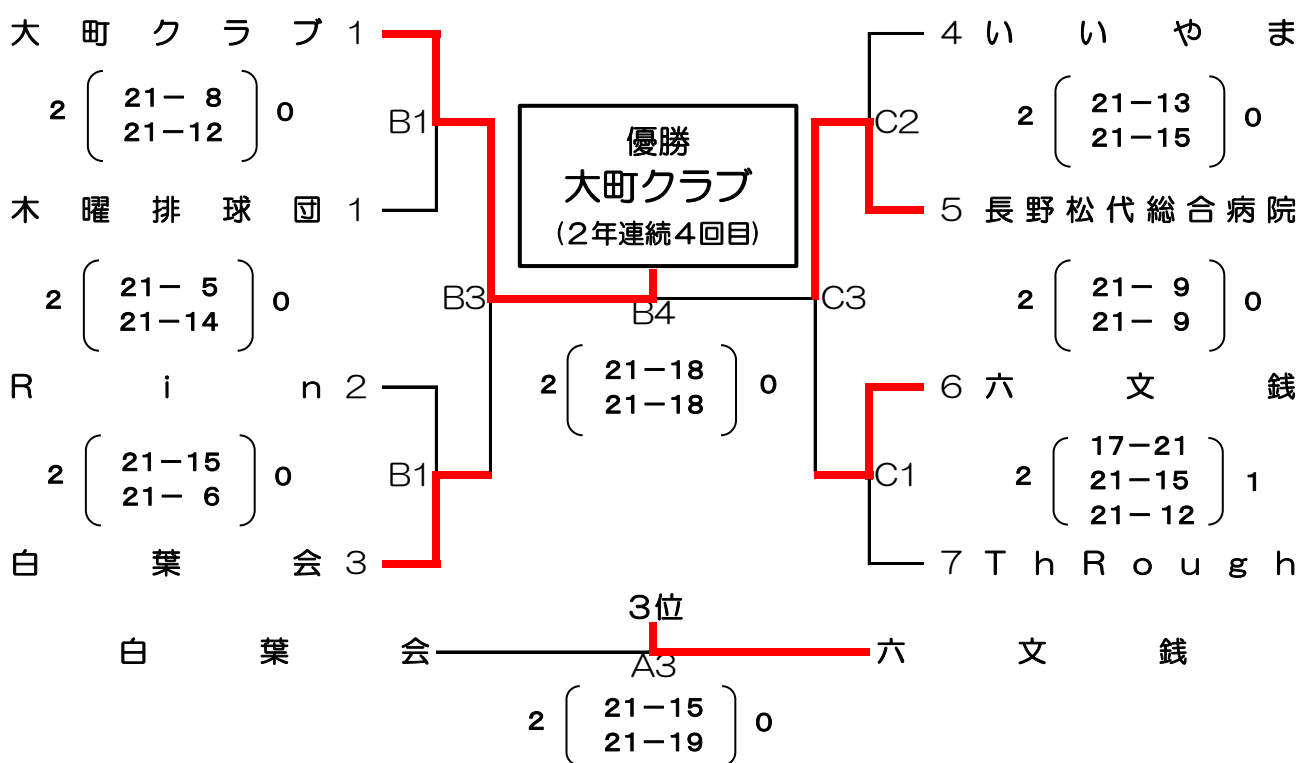 大町クラブ 1
2 21－ 8 0
21－12
B1
木曜排球団 1
2 21－ 5 0
21－14
B3
Rin 2
2 21－15 0
21－ 6
B1
白葉会 3
優勝
大町クラブ
(2年連続4回目)
B4
2 21－18 0
21－18
4 いいやま
2 21－13 0
21－15
C2
5 長野松代総合病院
2 21－ 9 0
21－ 9
C3
6 六文銭
2 17－21 1
21－15
21－12
C1
7 ThRough
3位
白葉会 六文銭
A3
2 21－15 0
21－19